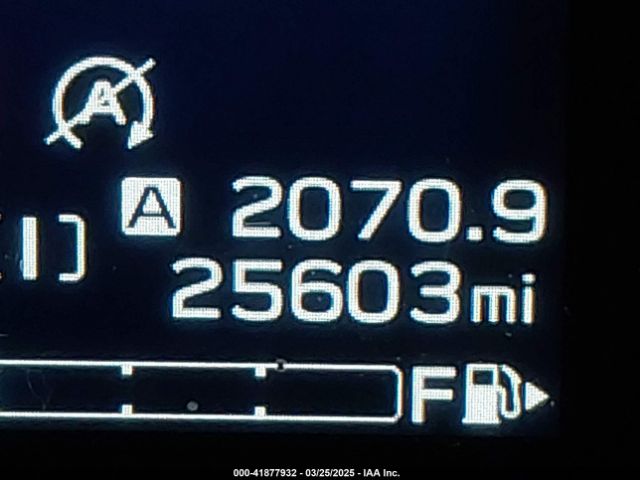 A
A 2070.9
25603mi
F
000-41877932 - 03/25/2025 - IAA Inc.